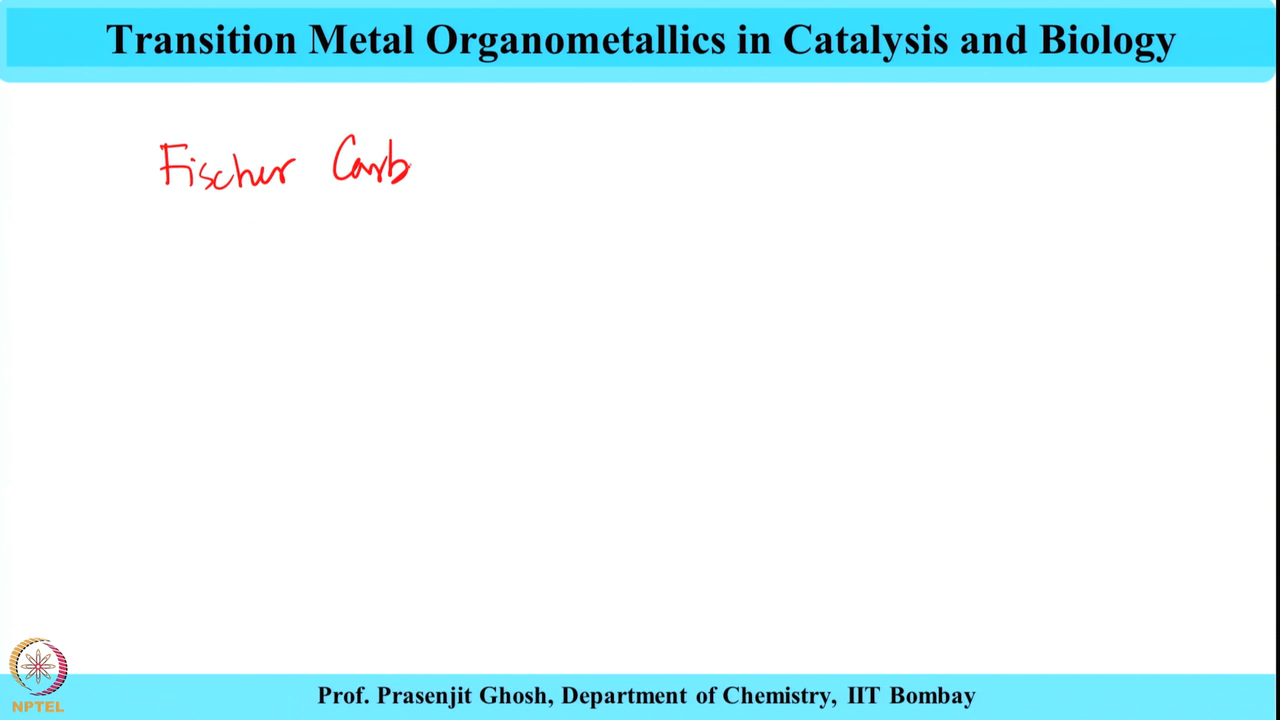 Transition Metal Organometallics in Catalysis and Biology
Fischer Carb
NPTEL
Prof. Prasenjit Ghosh, Department of Chemistry, IIT Bombay